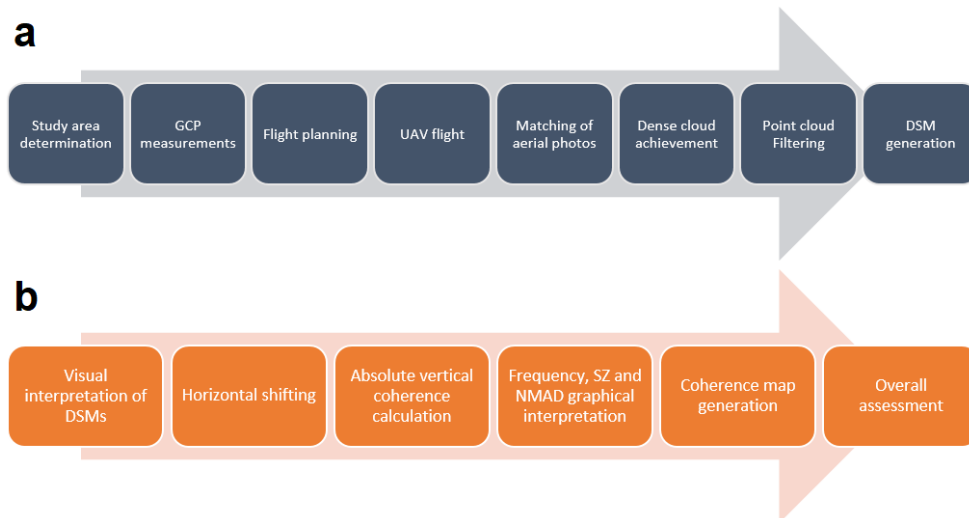 a
Study area
determination
GCP
measurements
Flight planning
UAV flight
Matching of
aerial photos
Dense cloud
achievement
Point cloud
Filtering
DSM
generation
b
Visual
interpretation of
DSMs
Horizontal shifting
Absolute vertical
coherence
calculation
Frequency, SZ and
NMAD graphical
interpretation
Coherence map
generation
Overall
assessment